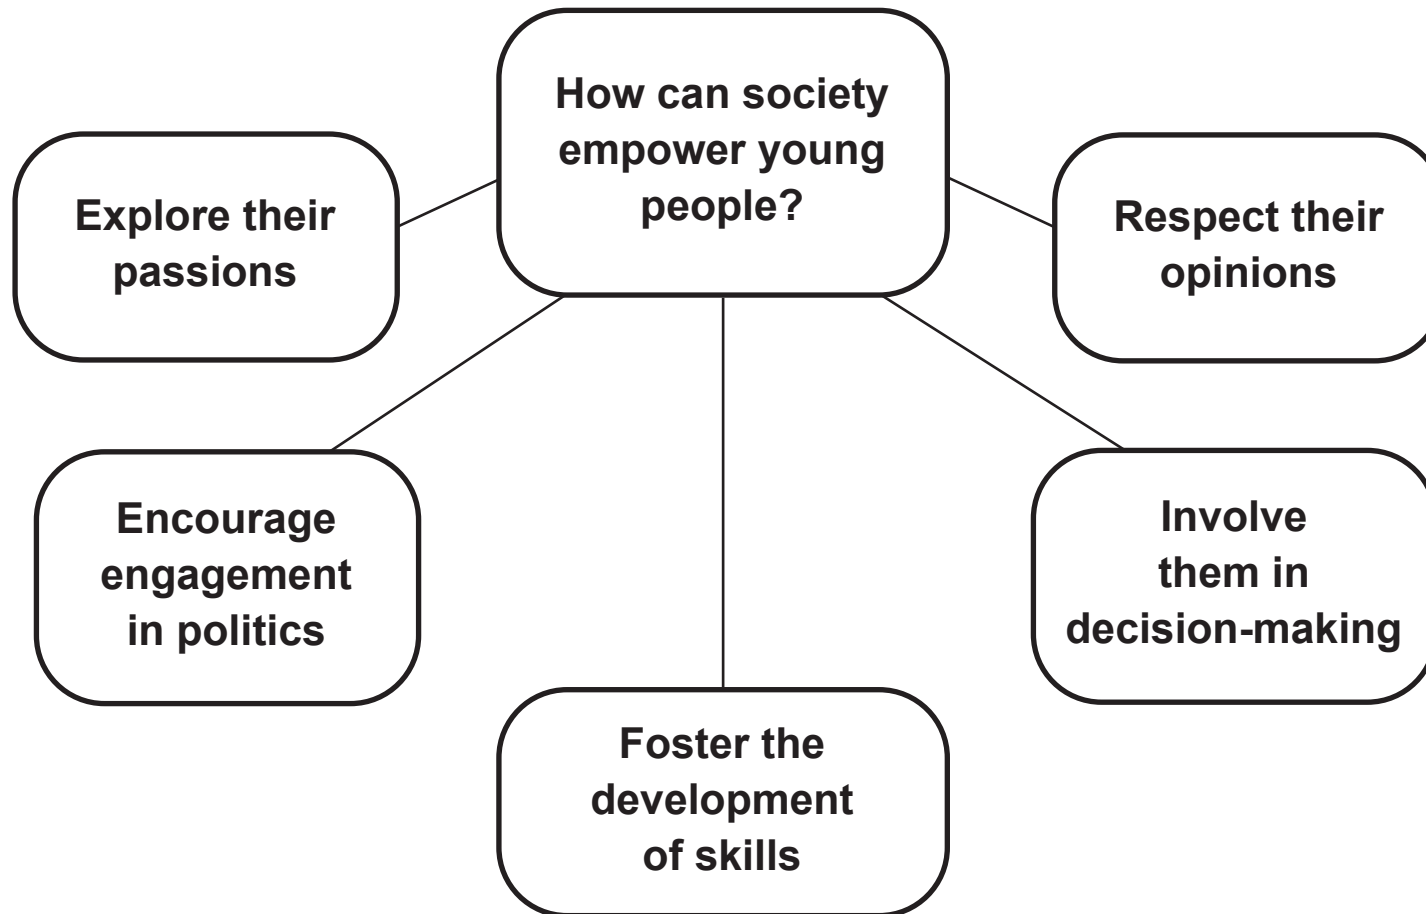 How can society
empower young
people?
Explore their
passions
Respect their
opinions
Encourage
engagement
in politics
Involve
them in
decision-making
Foster the
development
of skills